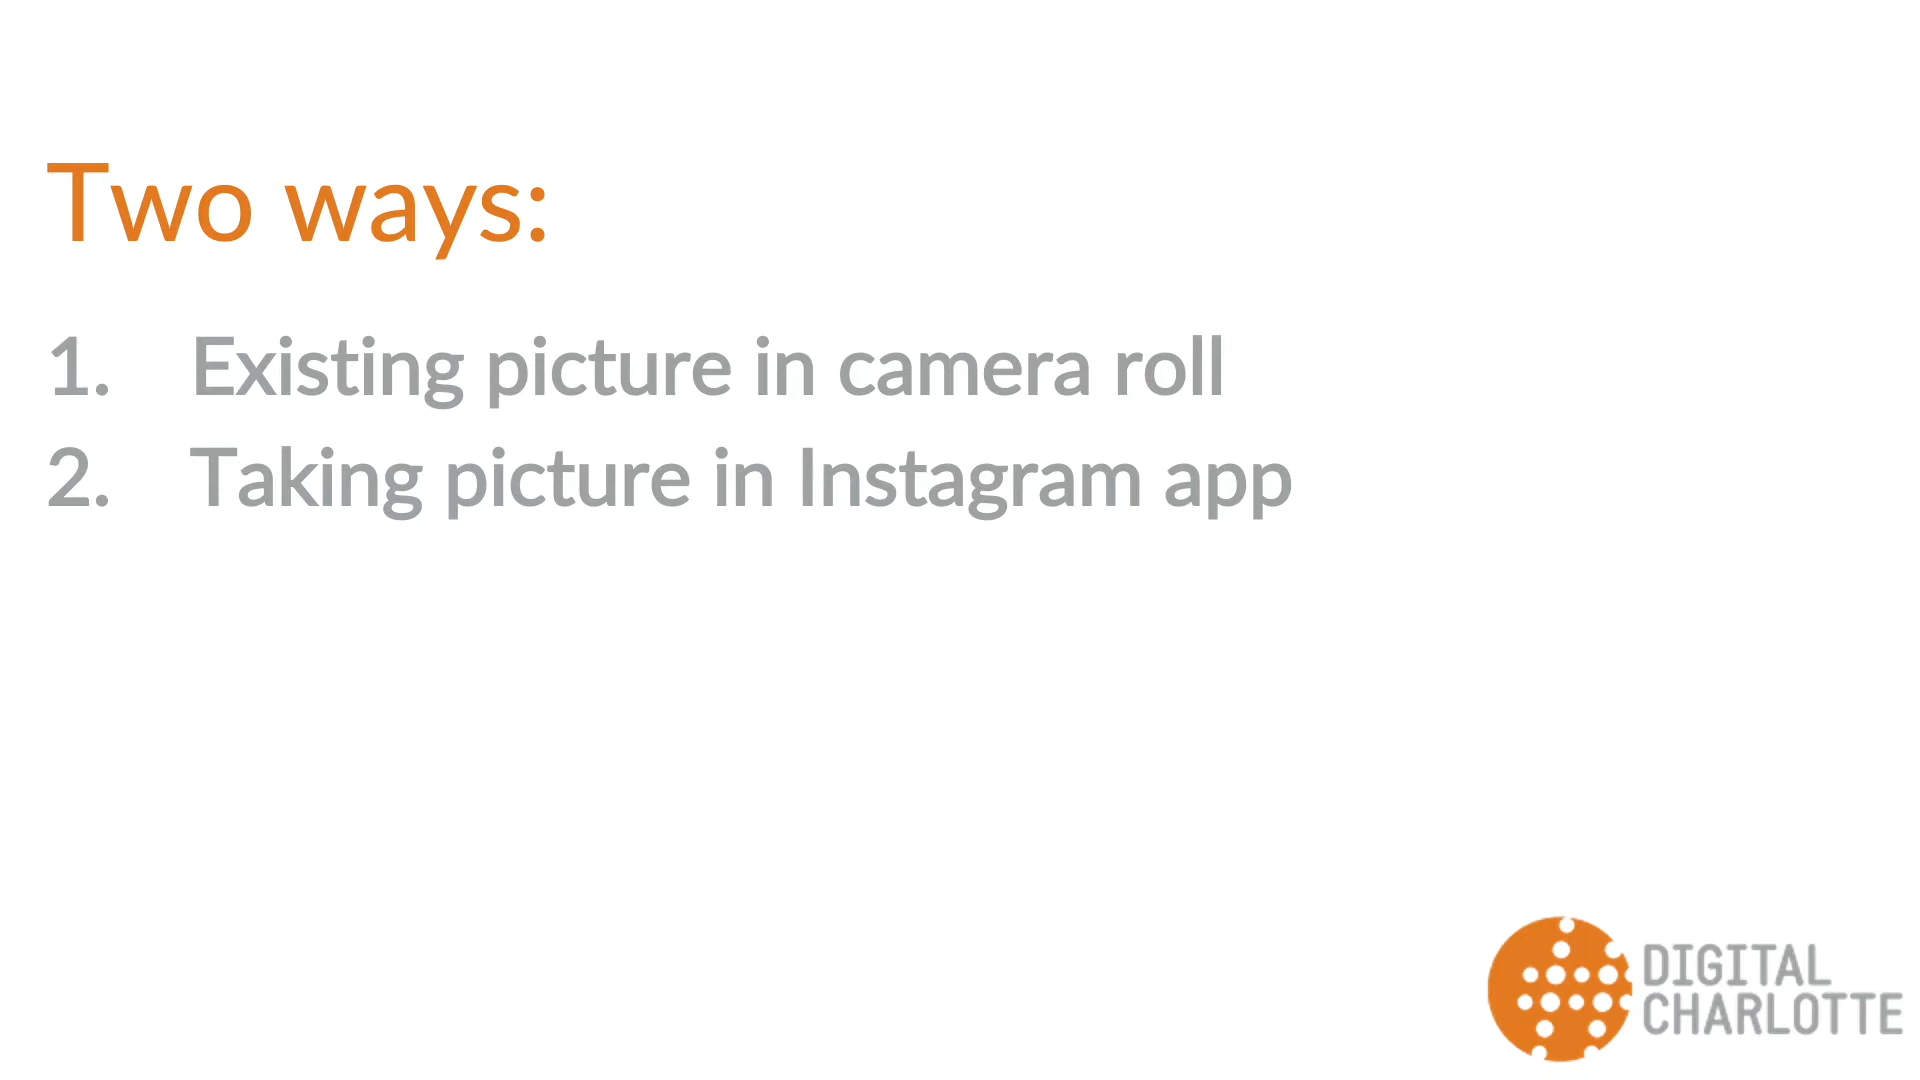 Two ways:
1. Existing picture in camera roll
2. Taking picture in Instagram app
DIGITAL
CHARLOTTE